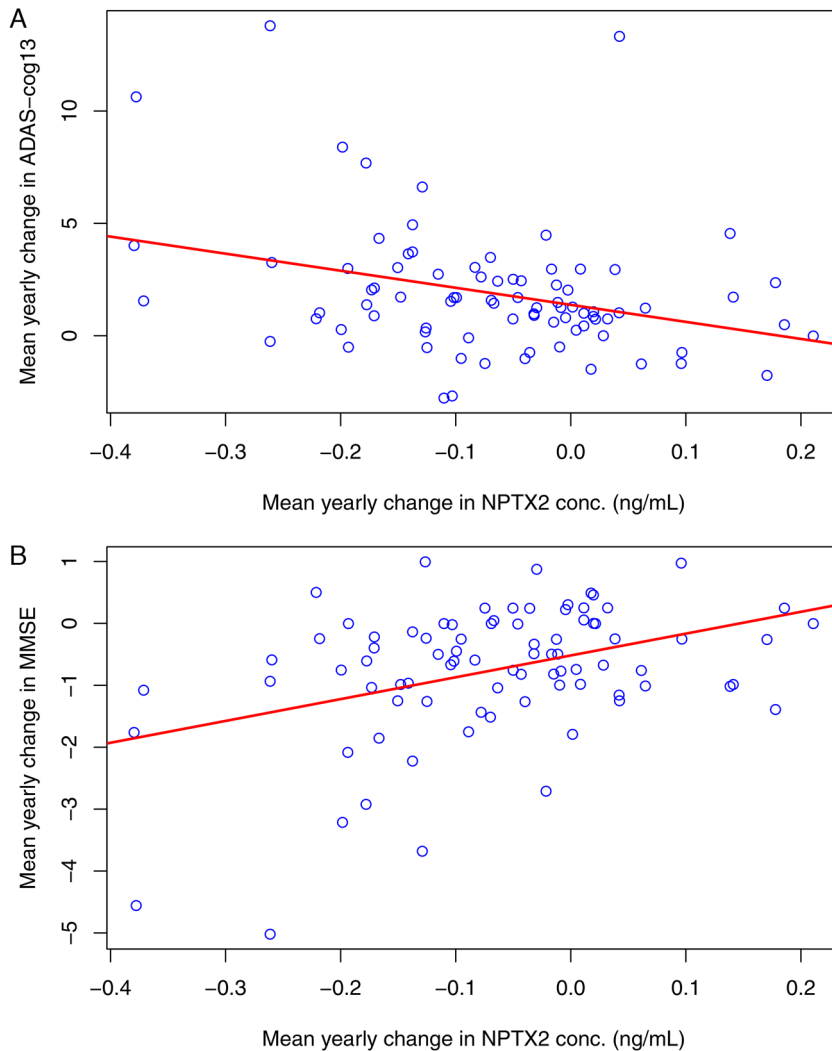 A
Mean yearly change in ADAS−cog13
10
5
0
−0.4 −0.3 −0.2 −0.1 0.0 0.1 0.2
Mean yearly change in NPTX2 conc. (ng/mL)
B
Mean yearly change in MMSE
1
0
−1
−2
−3
−4
−5
−0.4 −0.3 −0.2 −0.1 0.0 0.1 0.2
Mean yearly change in NPTX2 conc. (ng/mL)